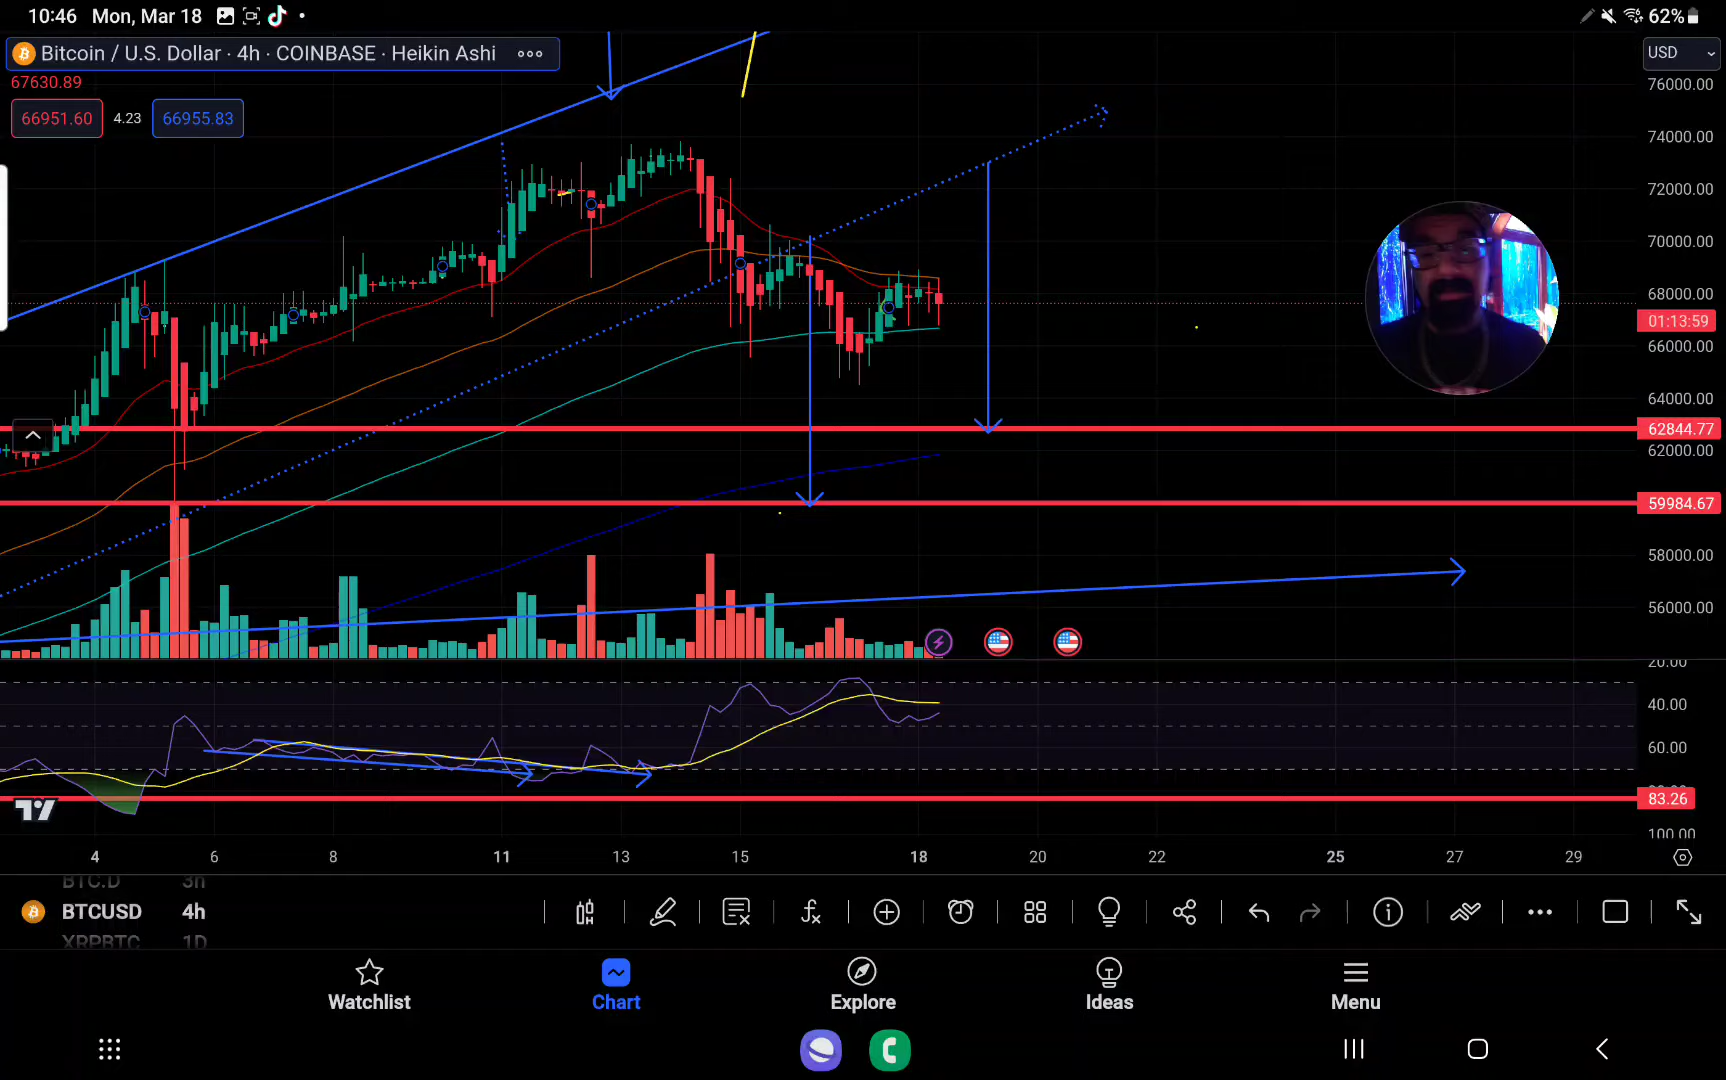 10:46 Mon, Mar 18 62%
Bitcoin / U.S. Dollar · 4h · COINBASE · Heikin Ashi
USD
67630.89
66951.60 4.23 66955.83
76000.00
74000.00
72000.00
70000.00
68000.00
01:13:59
66000.00
64000.00
62844.77
62000.00
59984.67
58000.00
56000.00
20.00
40.00
60.00
83.26
100.00
4 6 8 11 13 15 18 20 22 25 27 29
BTC.D 3h
BTCUSD 4h
XRPBTC 1D
Watchlist Chart Explore Ideas Menu